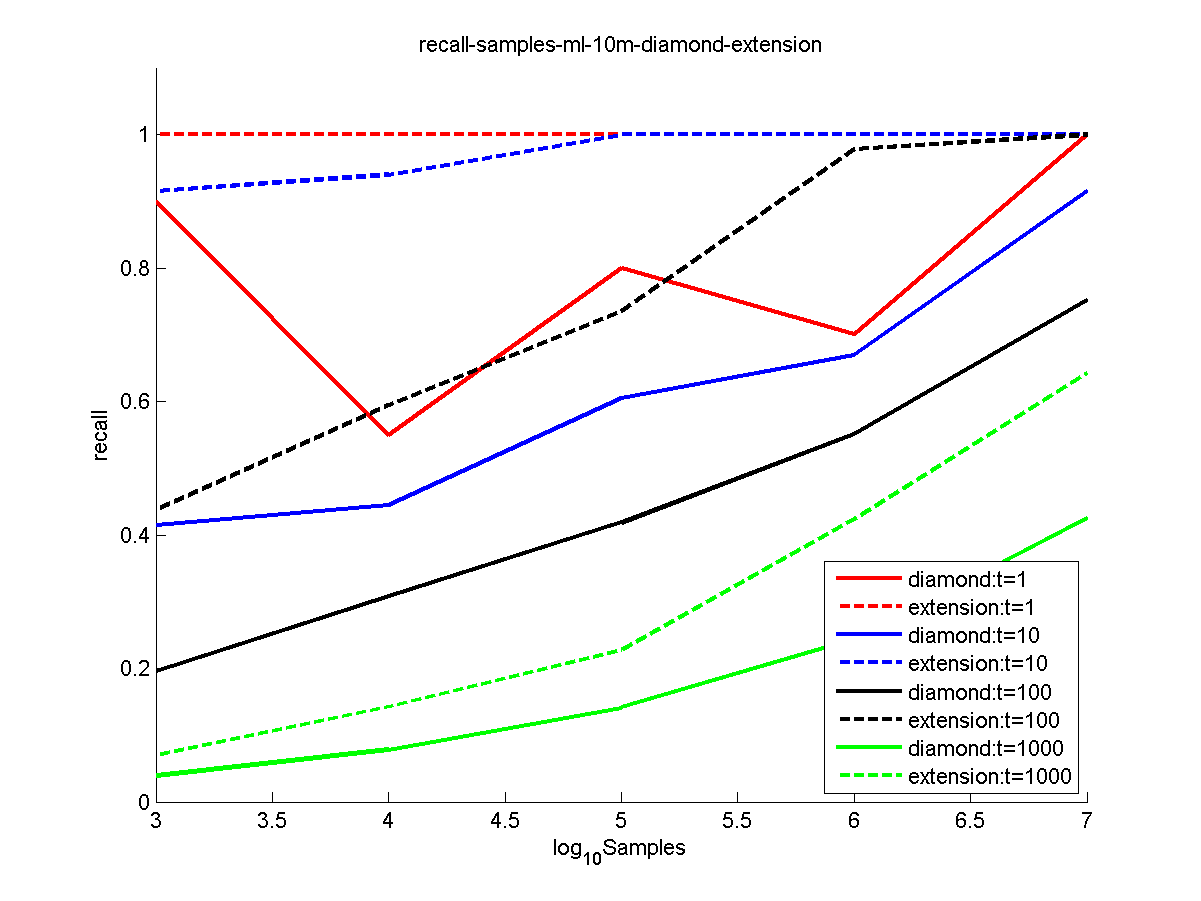 recall-samples-ml-10m-diamond-extension
1
0.8
0.6
0.4
0.2
0
recall
3 3.5 4 4.5 5 5.5 6 6.5 7
log10Samples
diamond:t=1
extension:t=1
diamond:t=10
extension:t=10
diamond:t=100
extension:t=100
diamond:t=1000
extension:t=1000